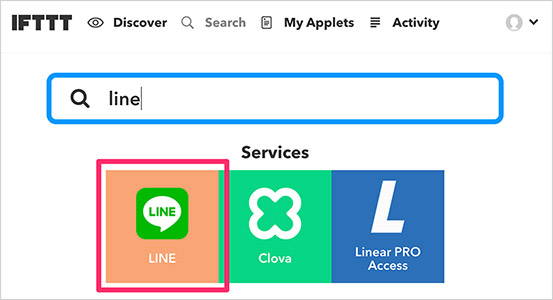 IFTTT Discover Search My Applets Activity
line
Services
LINE
LINE
Clova
L
Linear PRO
Access